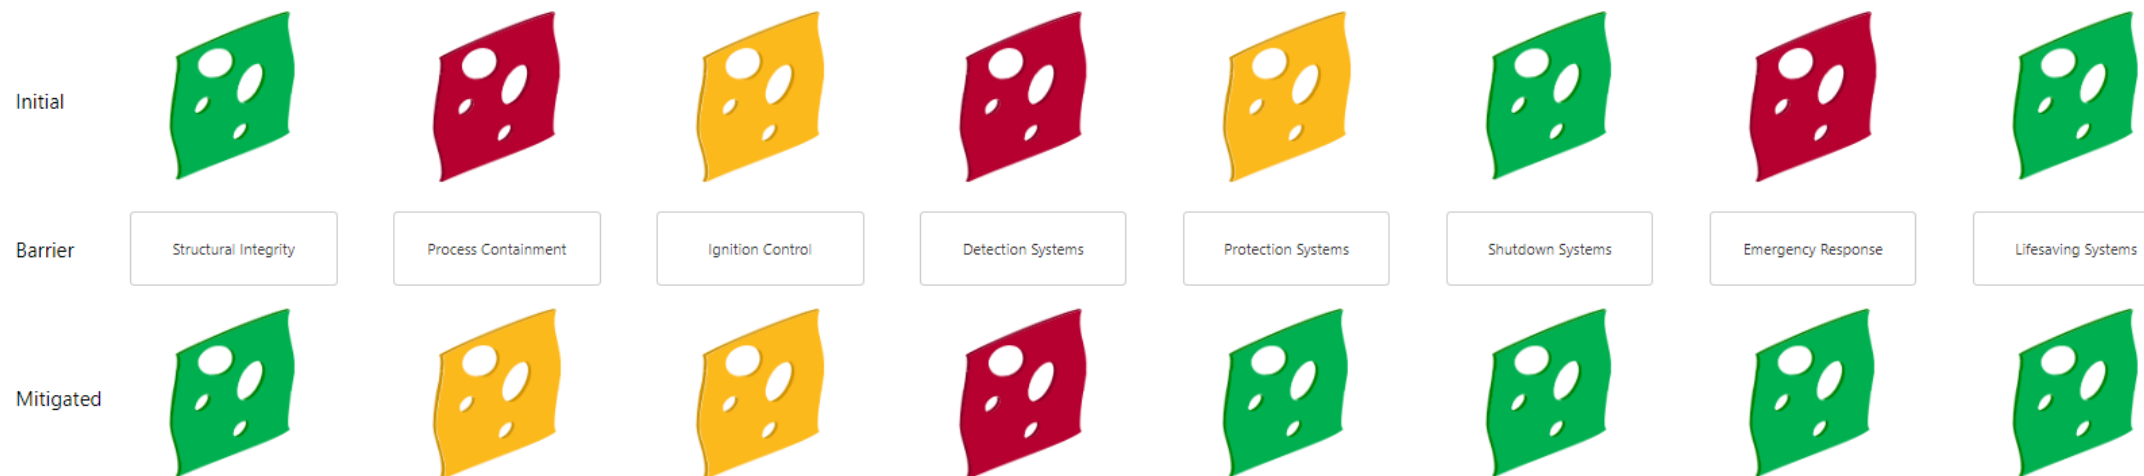 Initial
Barrier
Structural Integrity
Process Containment
Ignition Control
Detection Systems
Protection Systems
Shutdown Systems
Emergency Response
Lifesaving Systems
Mitigated